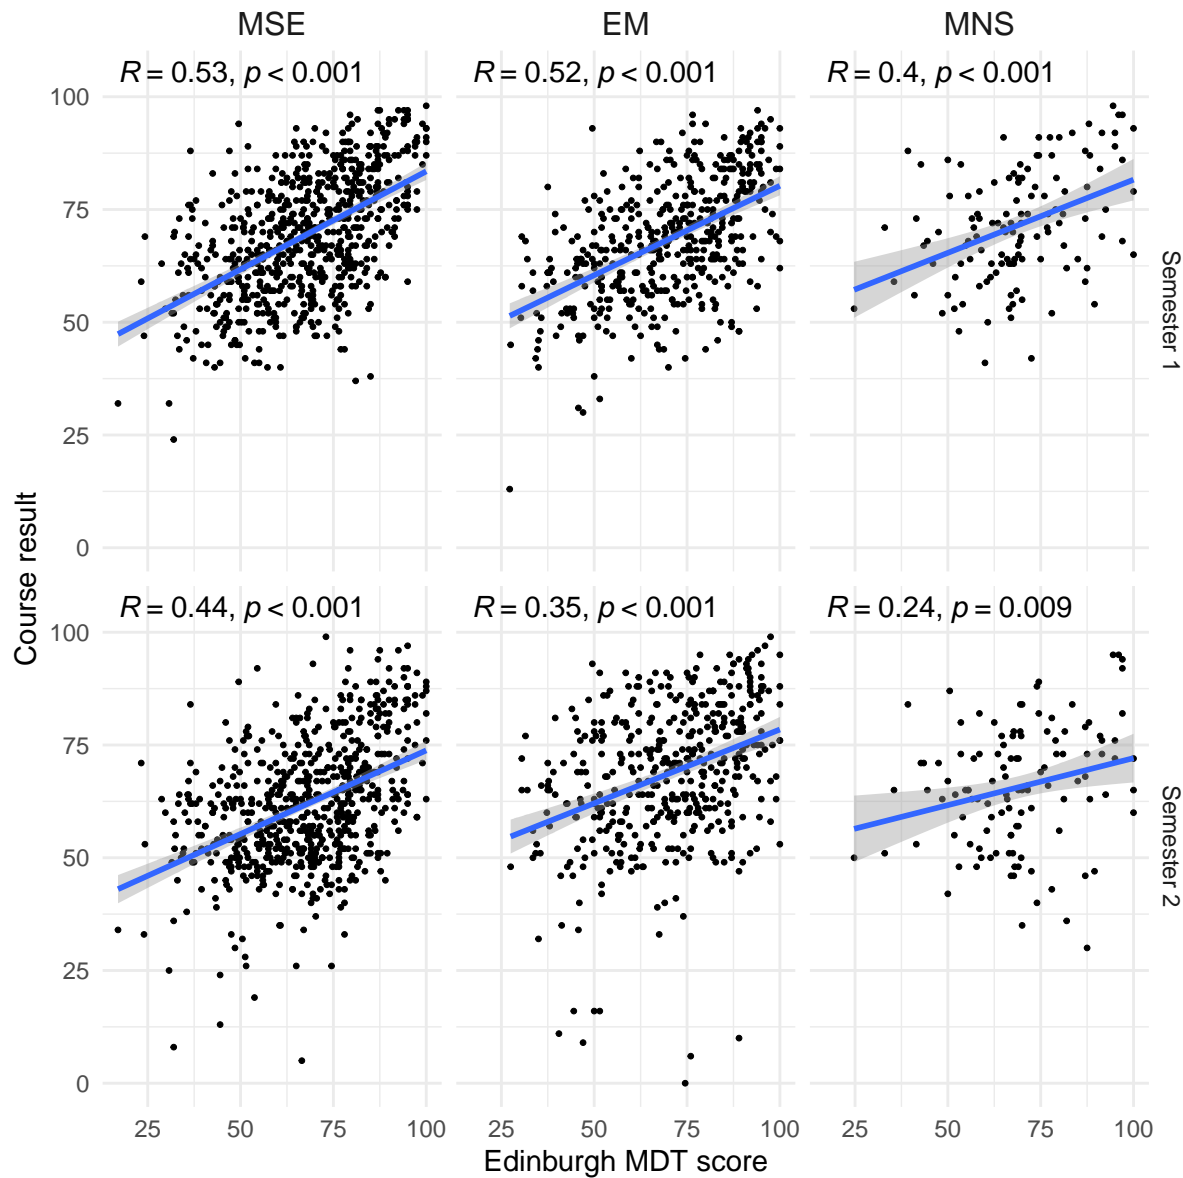 MSE EM MNS
R = 0.53, p < 0.001 R = 0.52, p < 0.001 R = 0.4, p < 0.001
100
75
50
25
0
Semester 1
Course result
R = 0.44, p < 0.001 R = 0.35, p < 0.001 R = 0.24, p = 0.009
100
75
50
25
0
Semester 2
25 50 75 100 25 50 75 100 25 50 75 100
Edinburgh MDT score